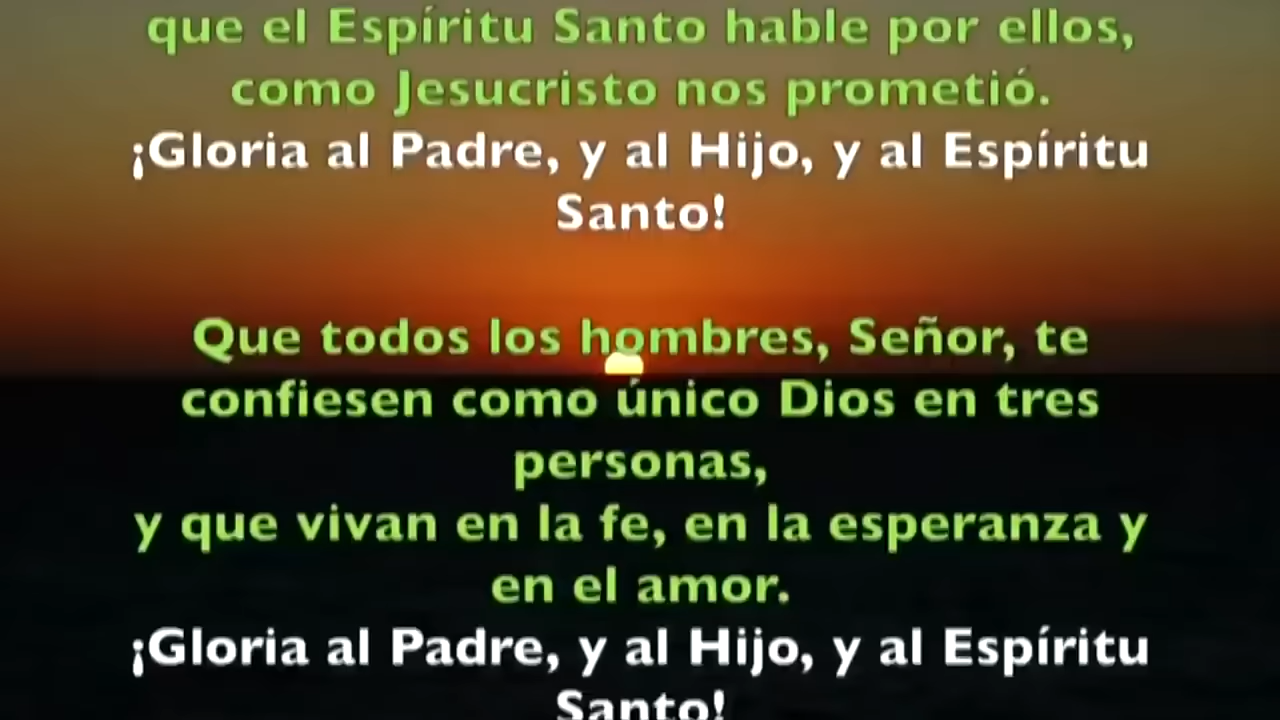 que el Espíritu Santo hable por ellos,
como Jesucristo nos prometió.
¡Gloria al Padre, y al Hijo, y al Espíritu
Santo!
Que todos los hombres, Señor, te
confiesen como único Dios en tres
personas,
y que vivan en la fe, en la esperanza y
en el amor.
¡Gloria al Padre, y al Hijo, y al Espíritu
Santo!